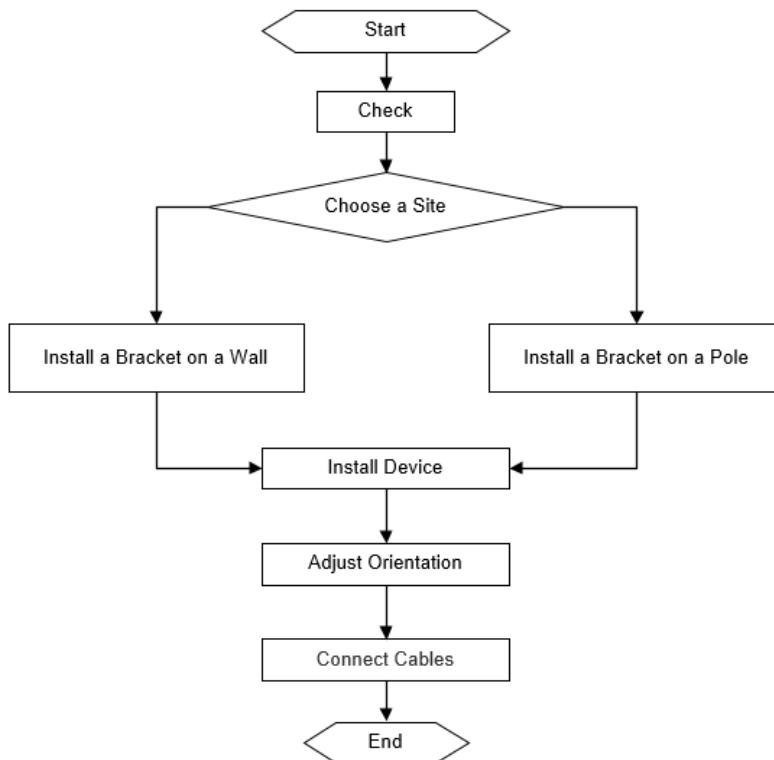 Start
Check
Choose a Site
Install a Bracket on a Wall
Install a Bracket on a Pole
Install Device
Adjust Orientation
Connect Cables
End